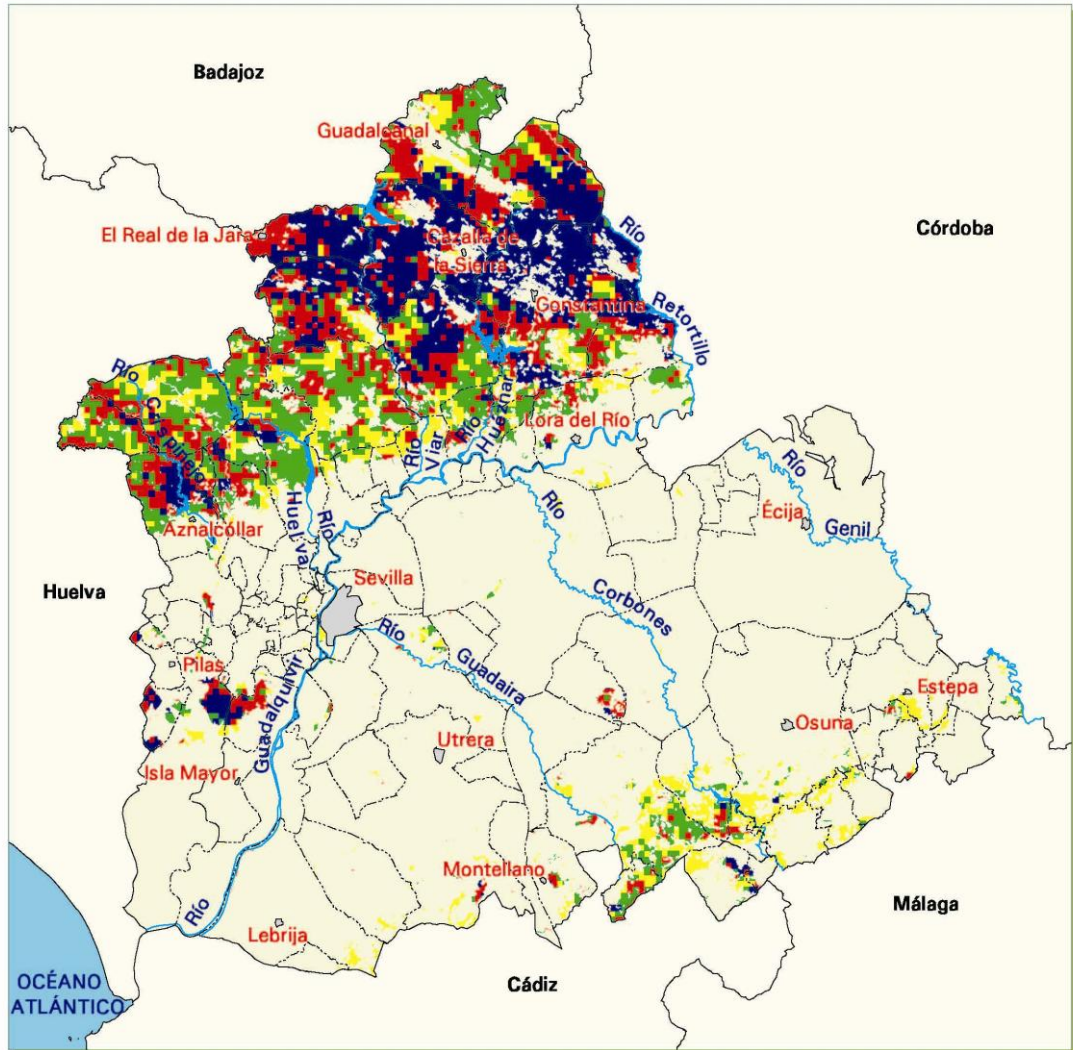 Badajoz
Guadalcanal
Córdoba
El Real de la Jara
Cazalla de
la Sierra
Río
Retortillo
Constantina
Río
Crispinejo
Río
Huelva
Río
Viar
Río
Huéznar
Lora del Río
Río
Écija
Genil
Aznalcóllar
Río
Corbones
Huelva
Sevilla
Río
Guadaira
Pilas
Guadalquivir
Estepa
Osuna
Utrera
Isla Mayor
Montellano
Málaga
Río
Lebrija
OCÉANO
ATLÁNTICO
Cádiz